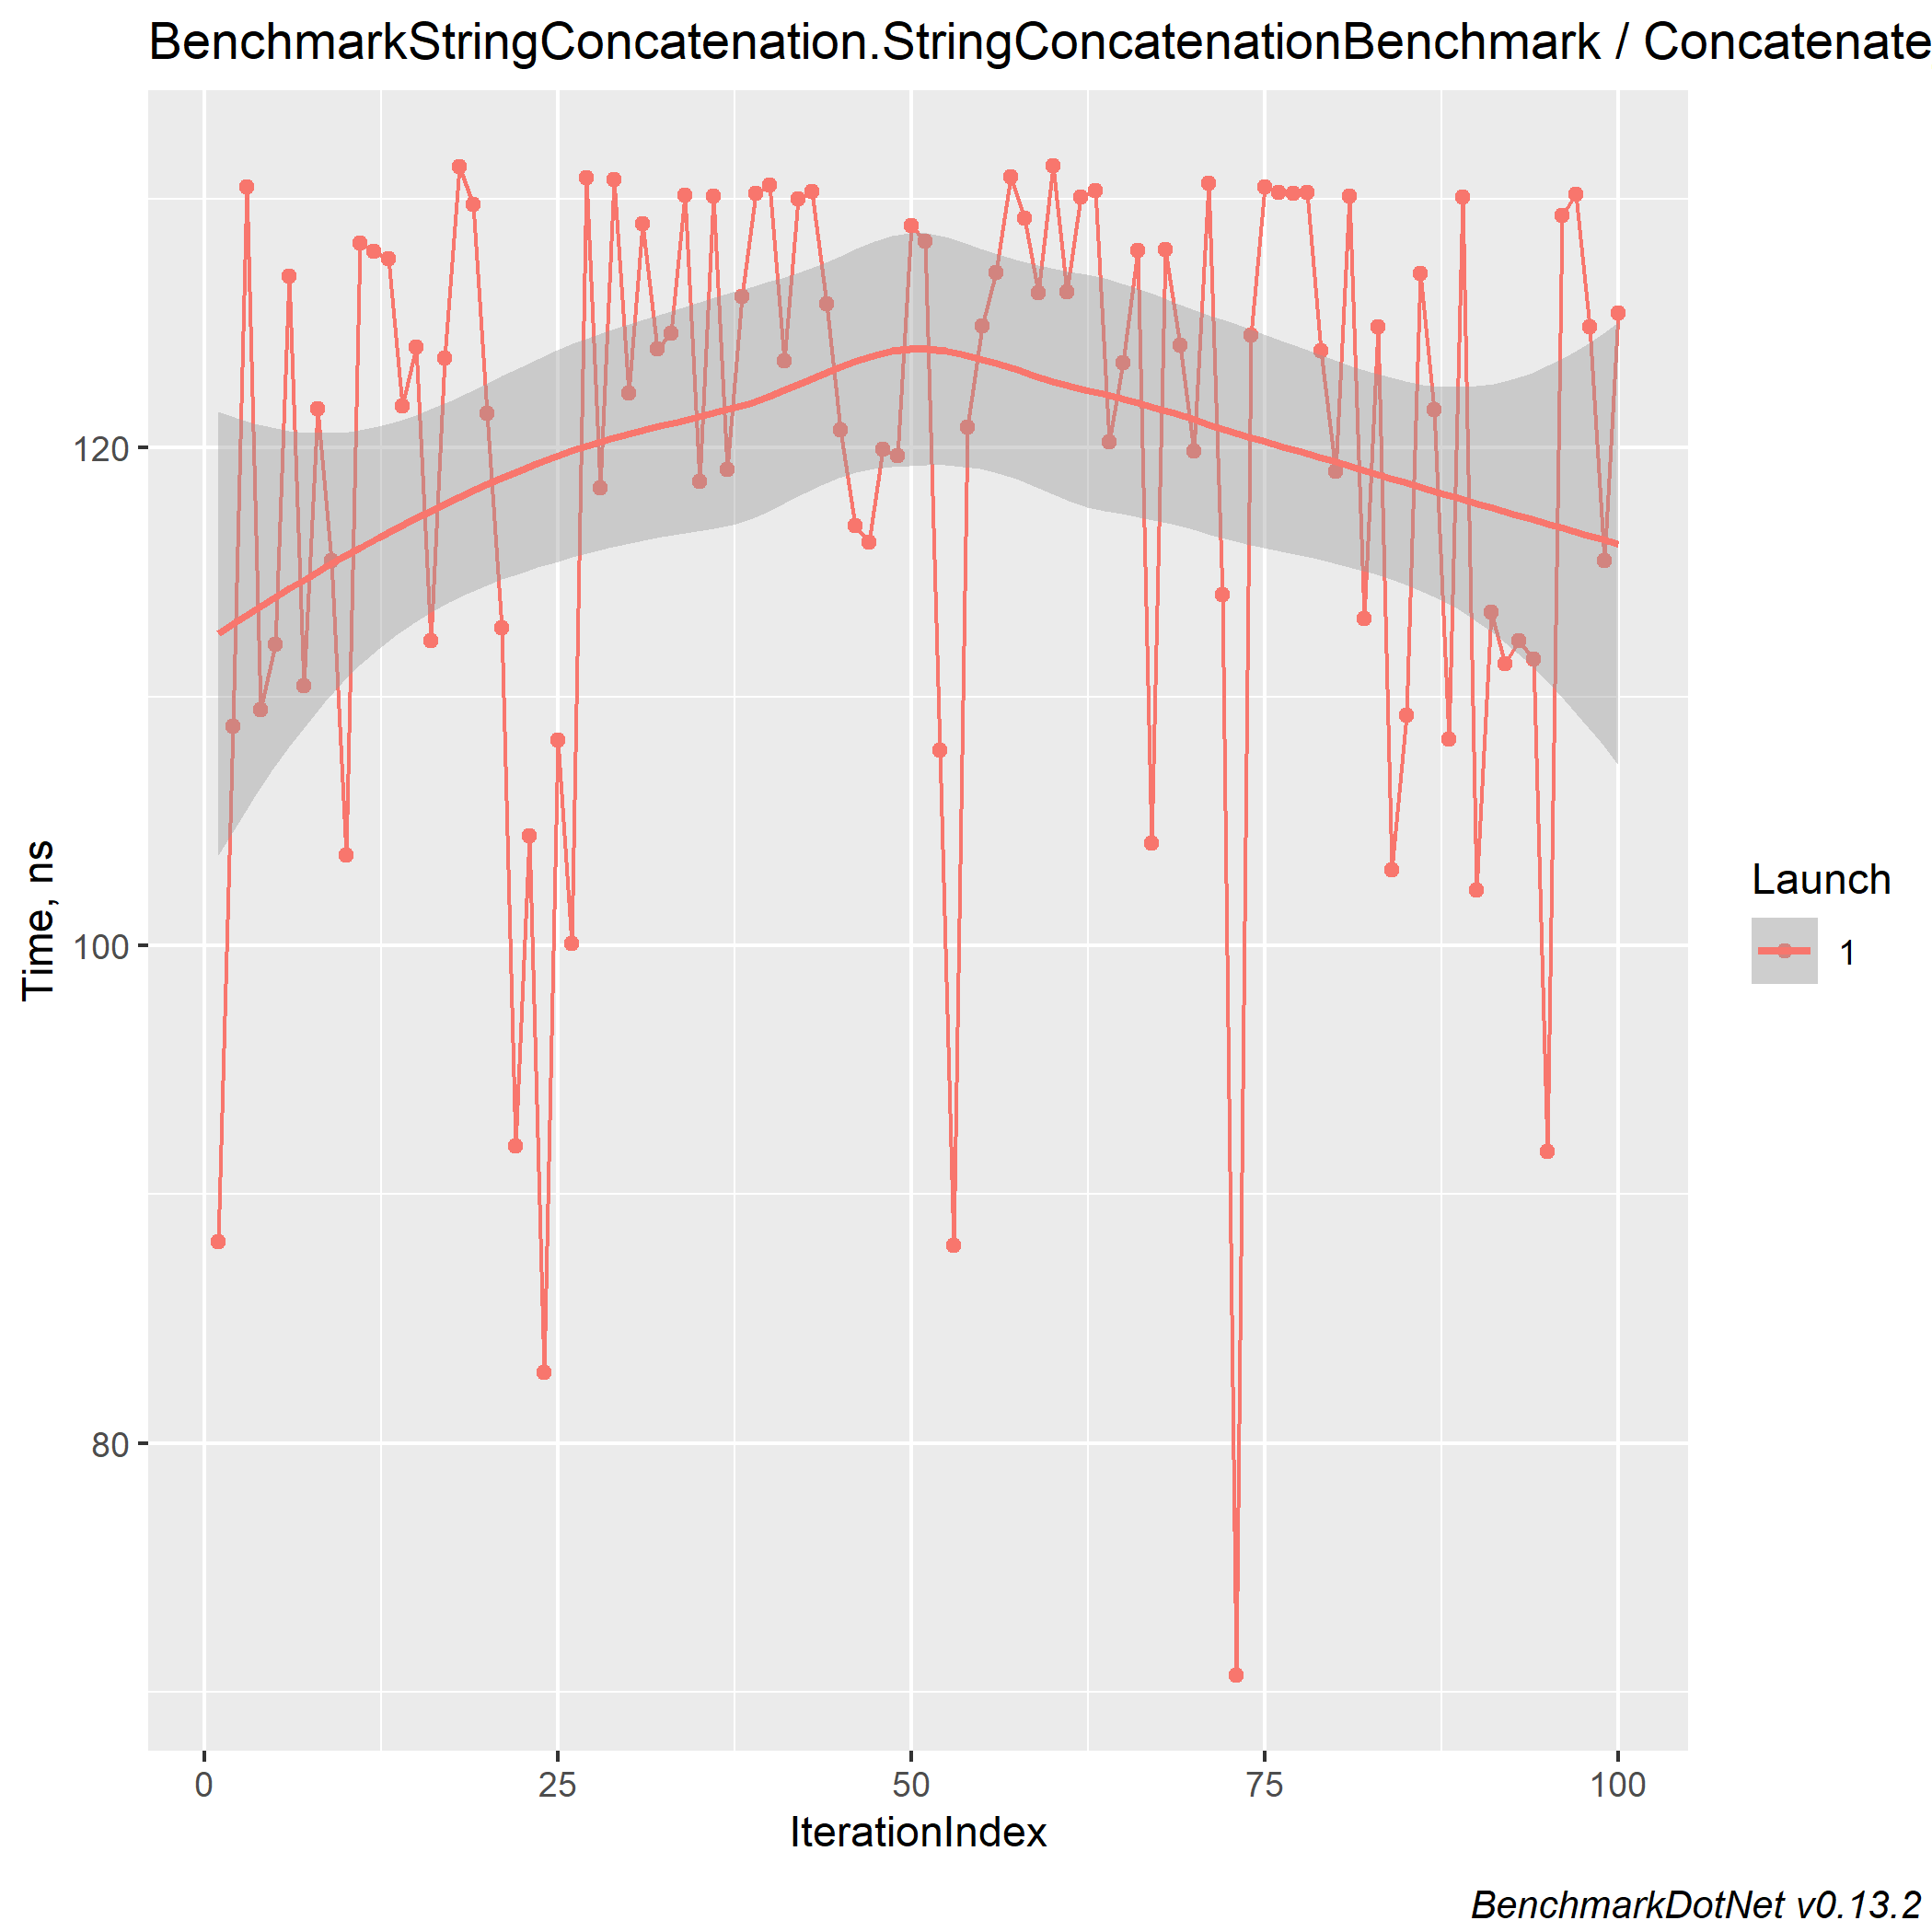 BenchmarkStringConcatenation.StringConcatenationBenchmark / Concatenate
Time, ns
120
100
80
0 25 50 75 100
IterationIndex
Launch
1
BenchmarkDotNet v0.13.2